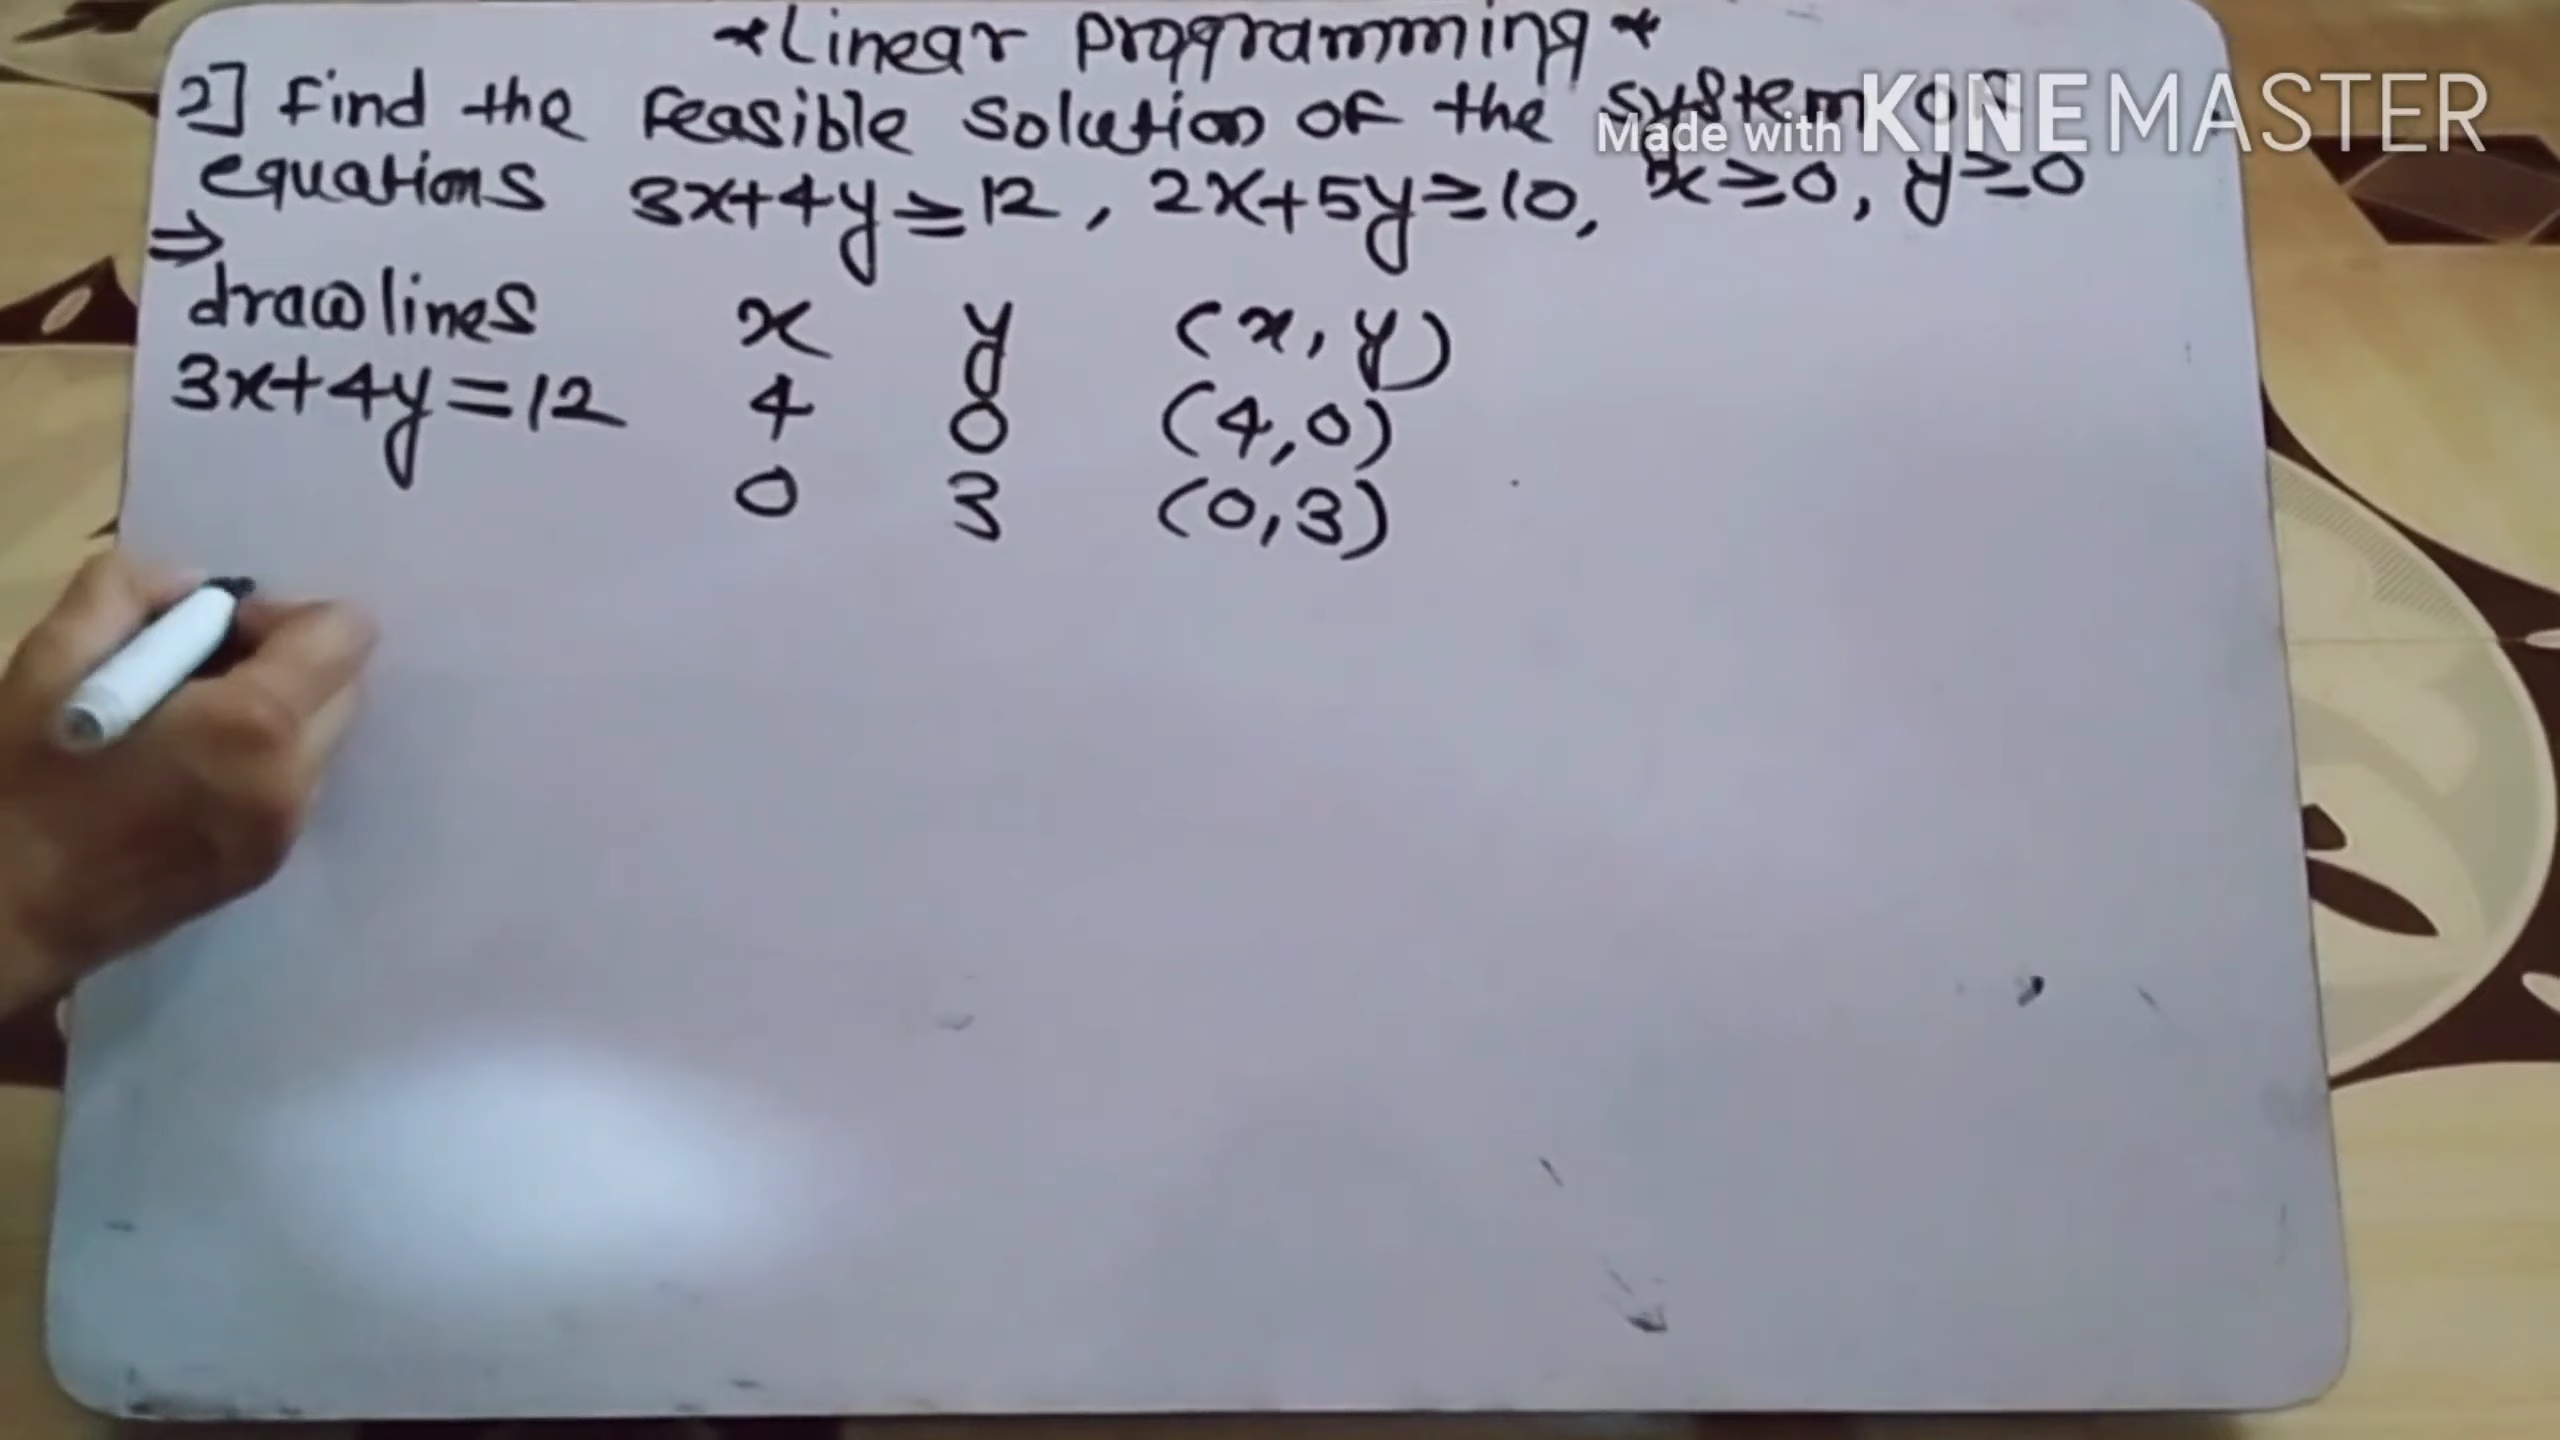 *Linear programming*
2] Find the feasible solution of the system of
Made with KINEMASTER
equations 3x+4y≥12, 2x+5y≥10, x≥0, y≥0
⇒
draw lines x y (x, y)
3x+4y=12 4 0 (4,0)
0 3 (0,3)